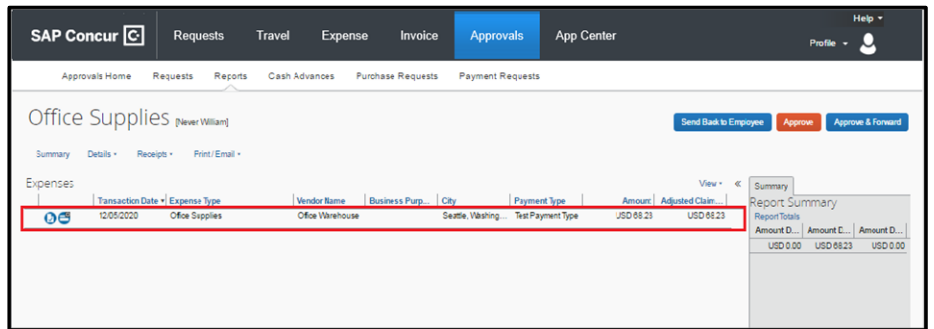 Help
SAP Concur C Requests Travel Expense Invoice Approvals App Center
Profile
Approvals Home Requests Reports Cash Advances Purchase Requests Payment Requests
Office Supplies [Never William]
Send Back to Employee Approve Approve & Forward
Summary Details Receipts Print / Email
Expenses View « Summary
Transaction Date Expense Type Vendor Name Business Purp... City Payment Type Amount Adjusted Claim...
12/05/2020 Office Supplies Office Warehouse Seattle, Washing... Test Payment Type USD 68.23 USD 68.23
Report Summary
Report Totals
Amount D... Amount E... Amount D...
USD 0.00 USD 68.23 USD 0.00